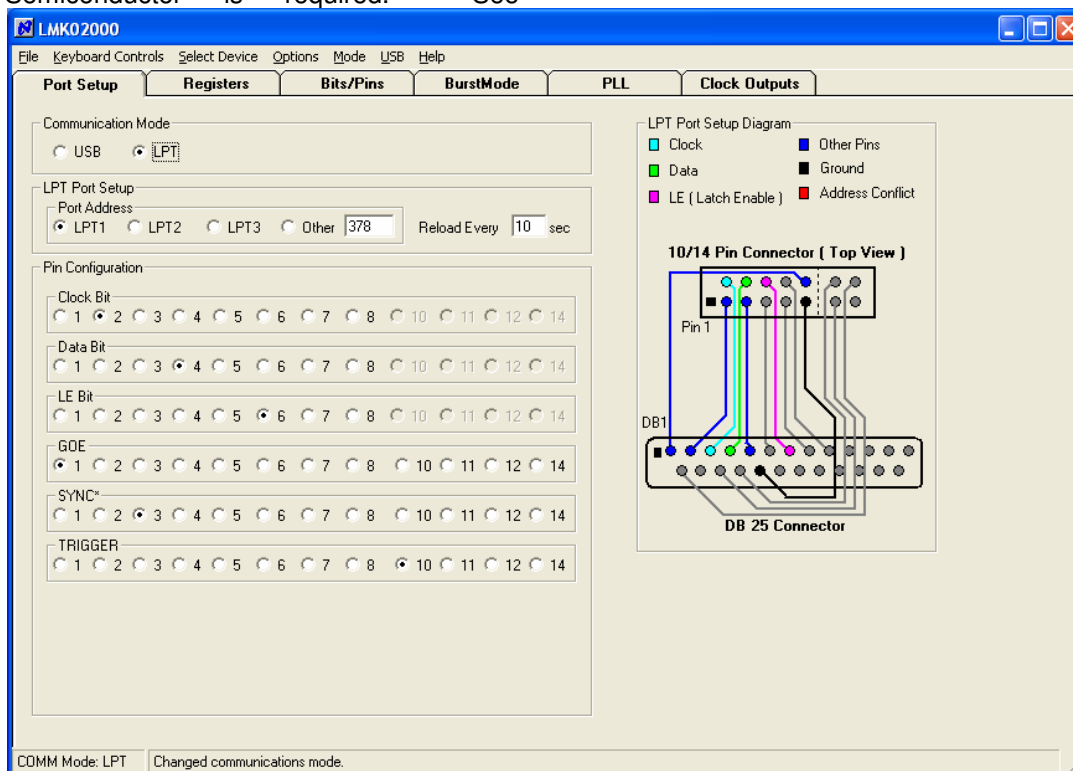 Semiconductor is required. See
LMK02000
File Keyboard Controls Select Device Options Mode USB Help
Port Setup Registers Bits/Pins BurstMode PLL Clock Outputs
Communication Mode
USB LPT
LPT Port Setup
Port Address
LPT1 LPT2 LPT3 Other 378 Reload Every 10 sec
Pin Configuration
Clock Bit
1 2 3 4 5 6 7 8 10 11 12 14
Data Bit
1 2 3 4 5 6 7 8 10 11 12 14
LE Bit
1 2 3 4 5 6 7 8 10 11 12 14
GOE
1 2 3 4 5 6 7 8 10 11 12 14
SYNC*
1 2 3 4 5 6 7 8 10 11 12 14
TRIGGER
1 2 3 4 5 6 7 8 10 11 12 14
LPT Port Setup Diagram
Clock Other Pins
Data Ground
LE ( Latch Enable ) Address Conflict
10/14 Pin Connector ( Top View )
Pin 1
DB1
DB 25 Connector
COMM Mode: LPT Changed communications mode.